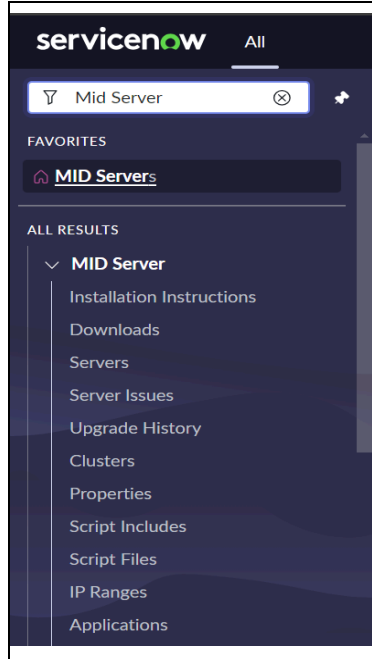 servicenow All
Mid Server
FAVORITES
MID Servers
ALL RESULTS
MID Server
Installation Instructions
Downloads
Servers
Server Issues
Upgrade History
Clusters
Properties
Script Includes
Script Files
IP Ranges
Applications